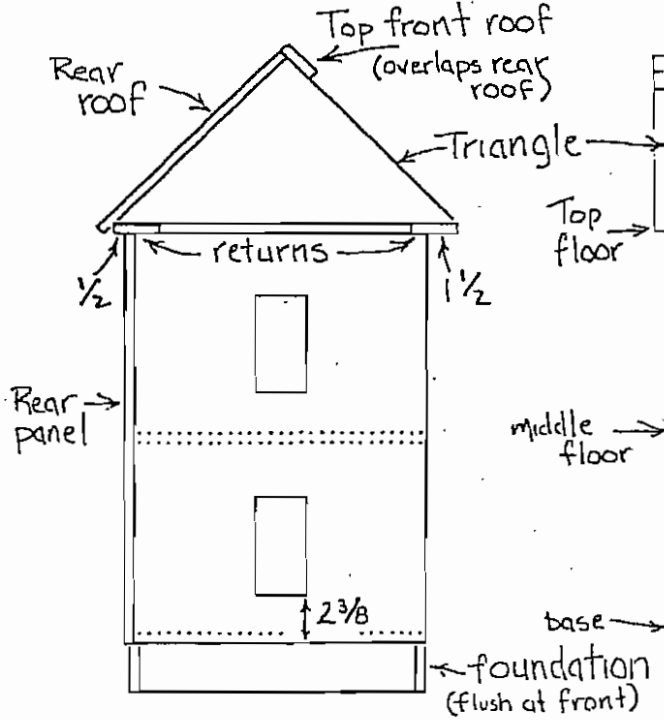 Top front roof
(overlaps rear
roof)
Rear
roof
Triangle
Top
floor
returns
1/2
1 1/2
Rear
panel
middle
floor
2 3/8
base
foundation
(flush at front)